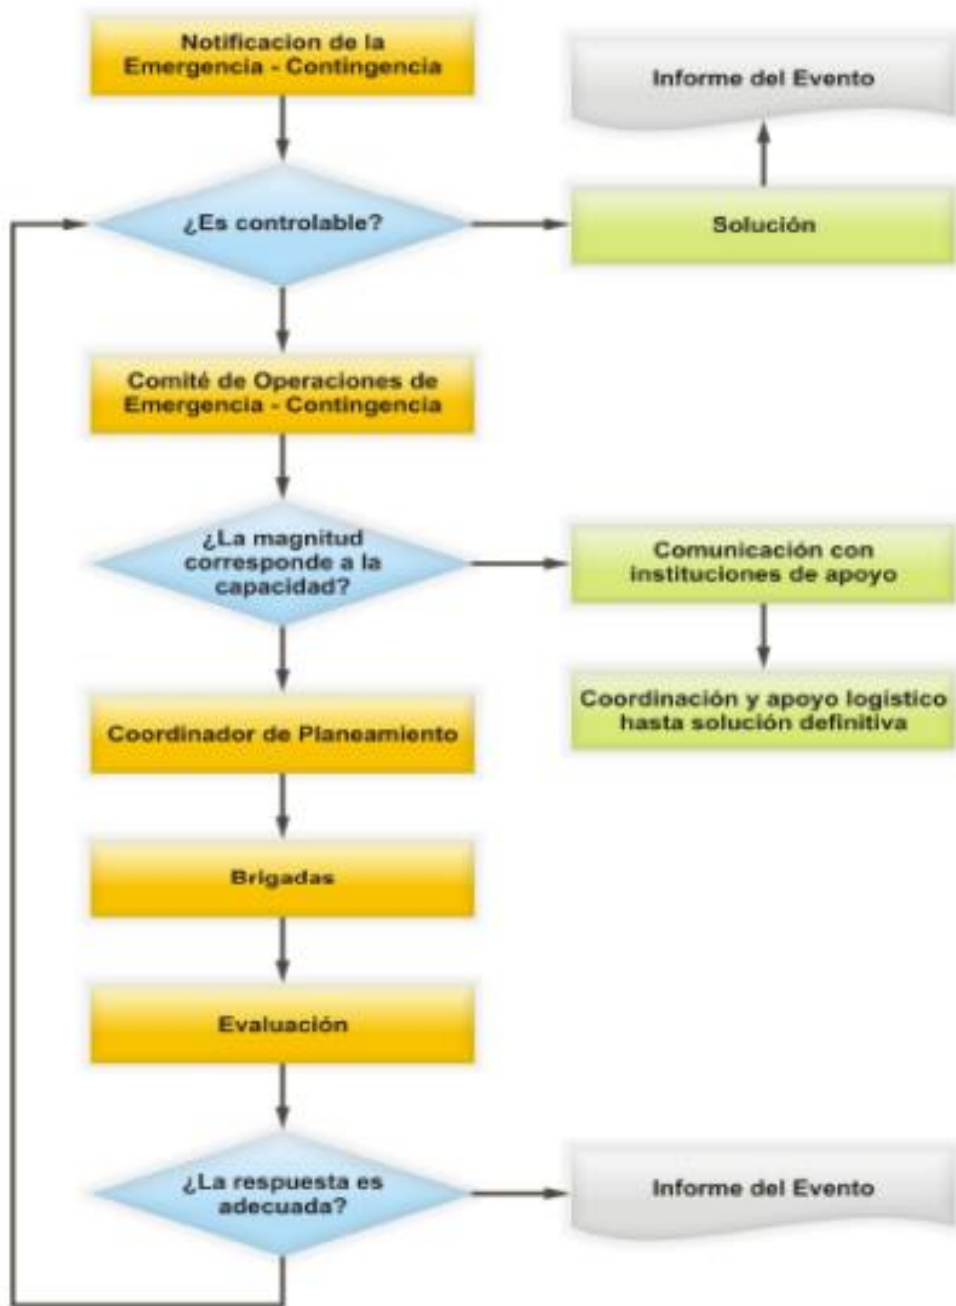 Notificacion de la
Emergencia - Contingencia
Informe del Evento
¿Es controlable?
Solución
Comité de Operaciones de
Emergencia - Contingencia
¿La magnitud
corresponde a la
capacidad?
Comunicación con
instituciones de apoyo
Coordinador de Planeamiento
Coordinación y apoyo logístico
hasta solución definitiva
Brigadas
Evaluación
¿La respuesta es
adecuada?
Informe del Evento